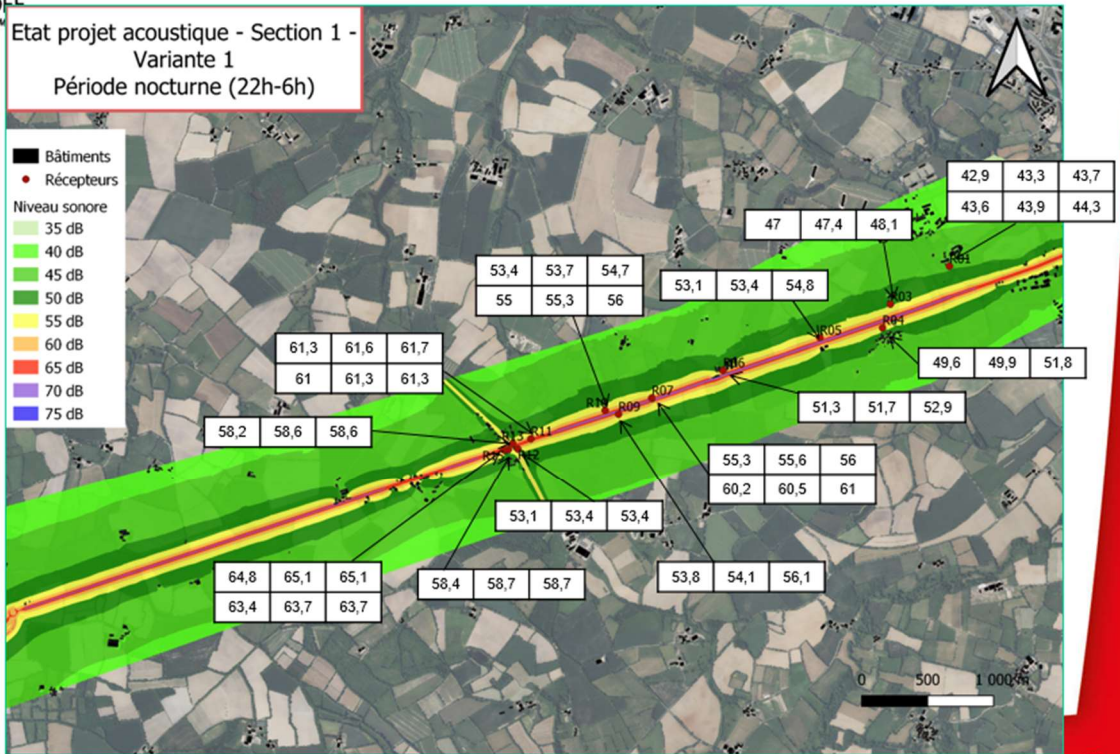 Etat projet acoustique - Section 1 -
Variante 1
Période nocturne (22h-6h)
Bâtiments
Récepteurs
Niveau sonore
35 dB
40 dB
45 dB
50 dB
55 dB
60 dB
65 dB
70 dB
75 dB
42,9 43,3 43,7
43,6 43,9 44,3
47 47,4 48,1
53,4 53,7 54,7
55 55,3 56
53,1 53,4 54,8
R01
R03
R04
R05
49,6 49,9 51,8
61,3 61,6 61,7
61 61,3 61,3
R07
R09
51,3 51,7 52,9
58,2 58,6 58,6
R11
R13
R12
55,3 55,6 56
60,2 60,5 61
53,1 53,4 53,4
64,8 65,1 65,1
63,4 63,7 63,7
58,4 58,7 58,7
53,8 54,1 56,1
0 500 1 000 m